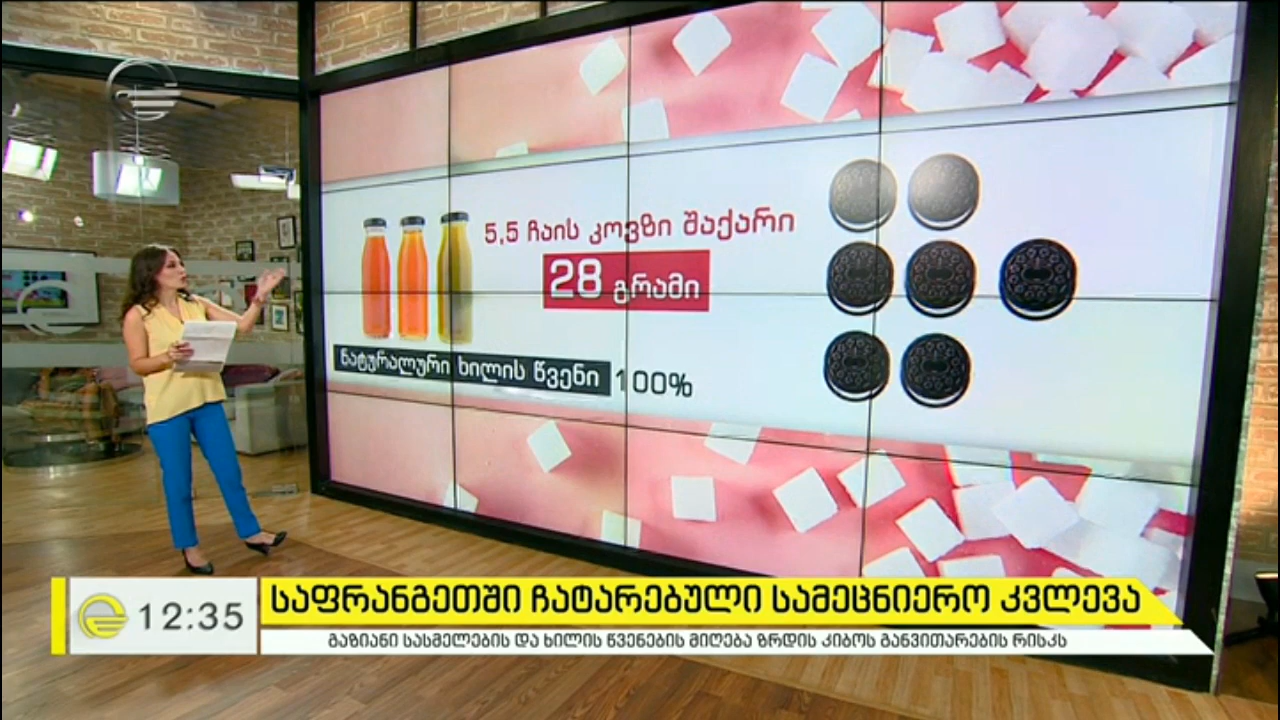 5,5 ჩაის კოვზი შაქარი
28 გრამი
ნატურალური ხილის წვენი 100%
12:35
საფრანგეთში ჩატარებული სამეცნიერო კვლევა
გაზიანი სასმელების და ხილის წვენების მიღება ზრდის კიბოს განვითარების რისკს